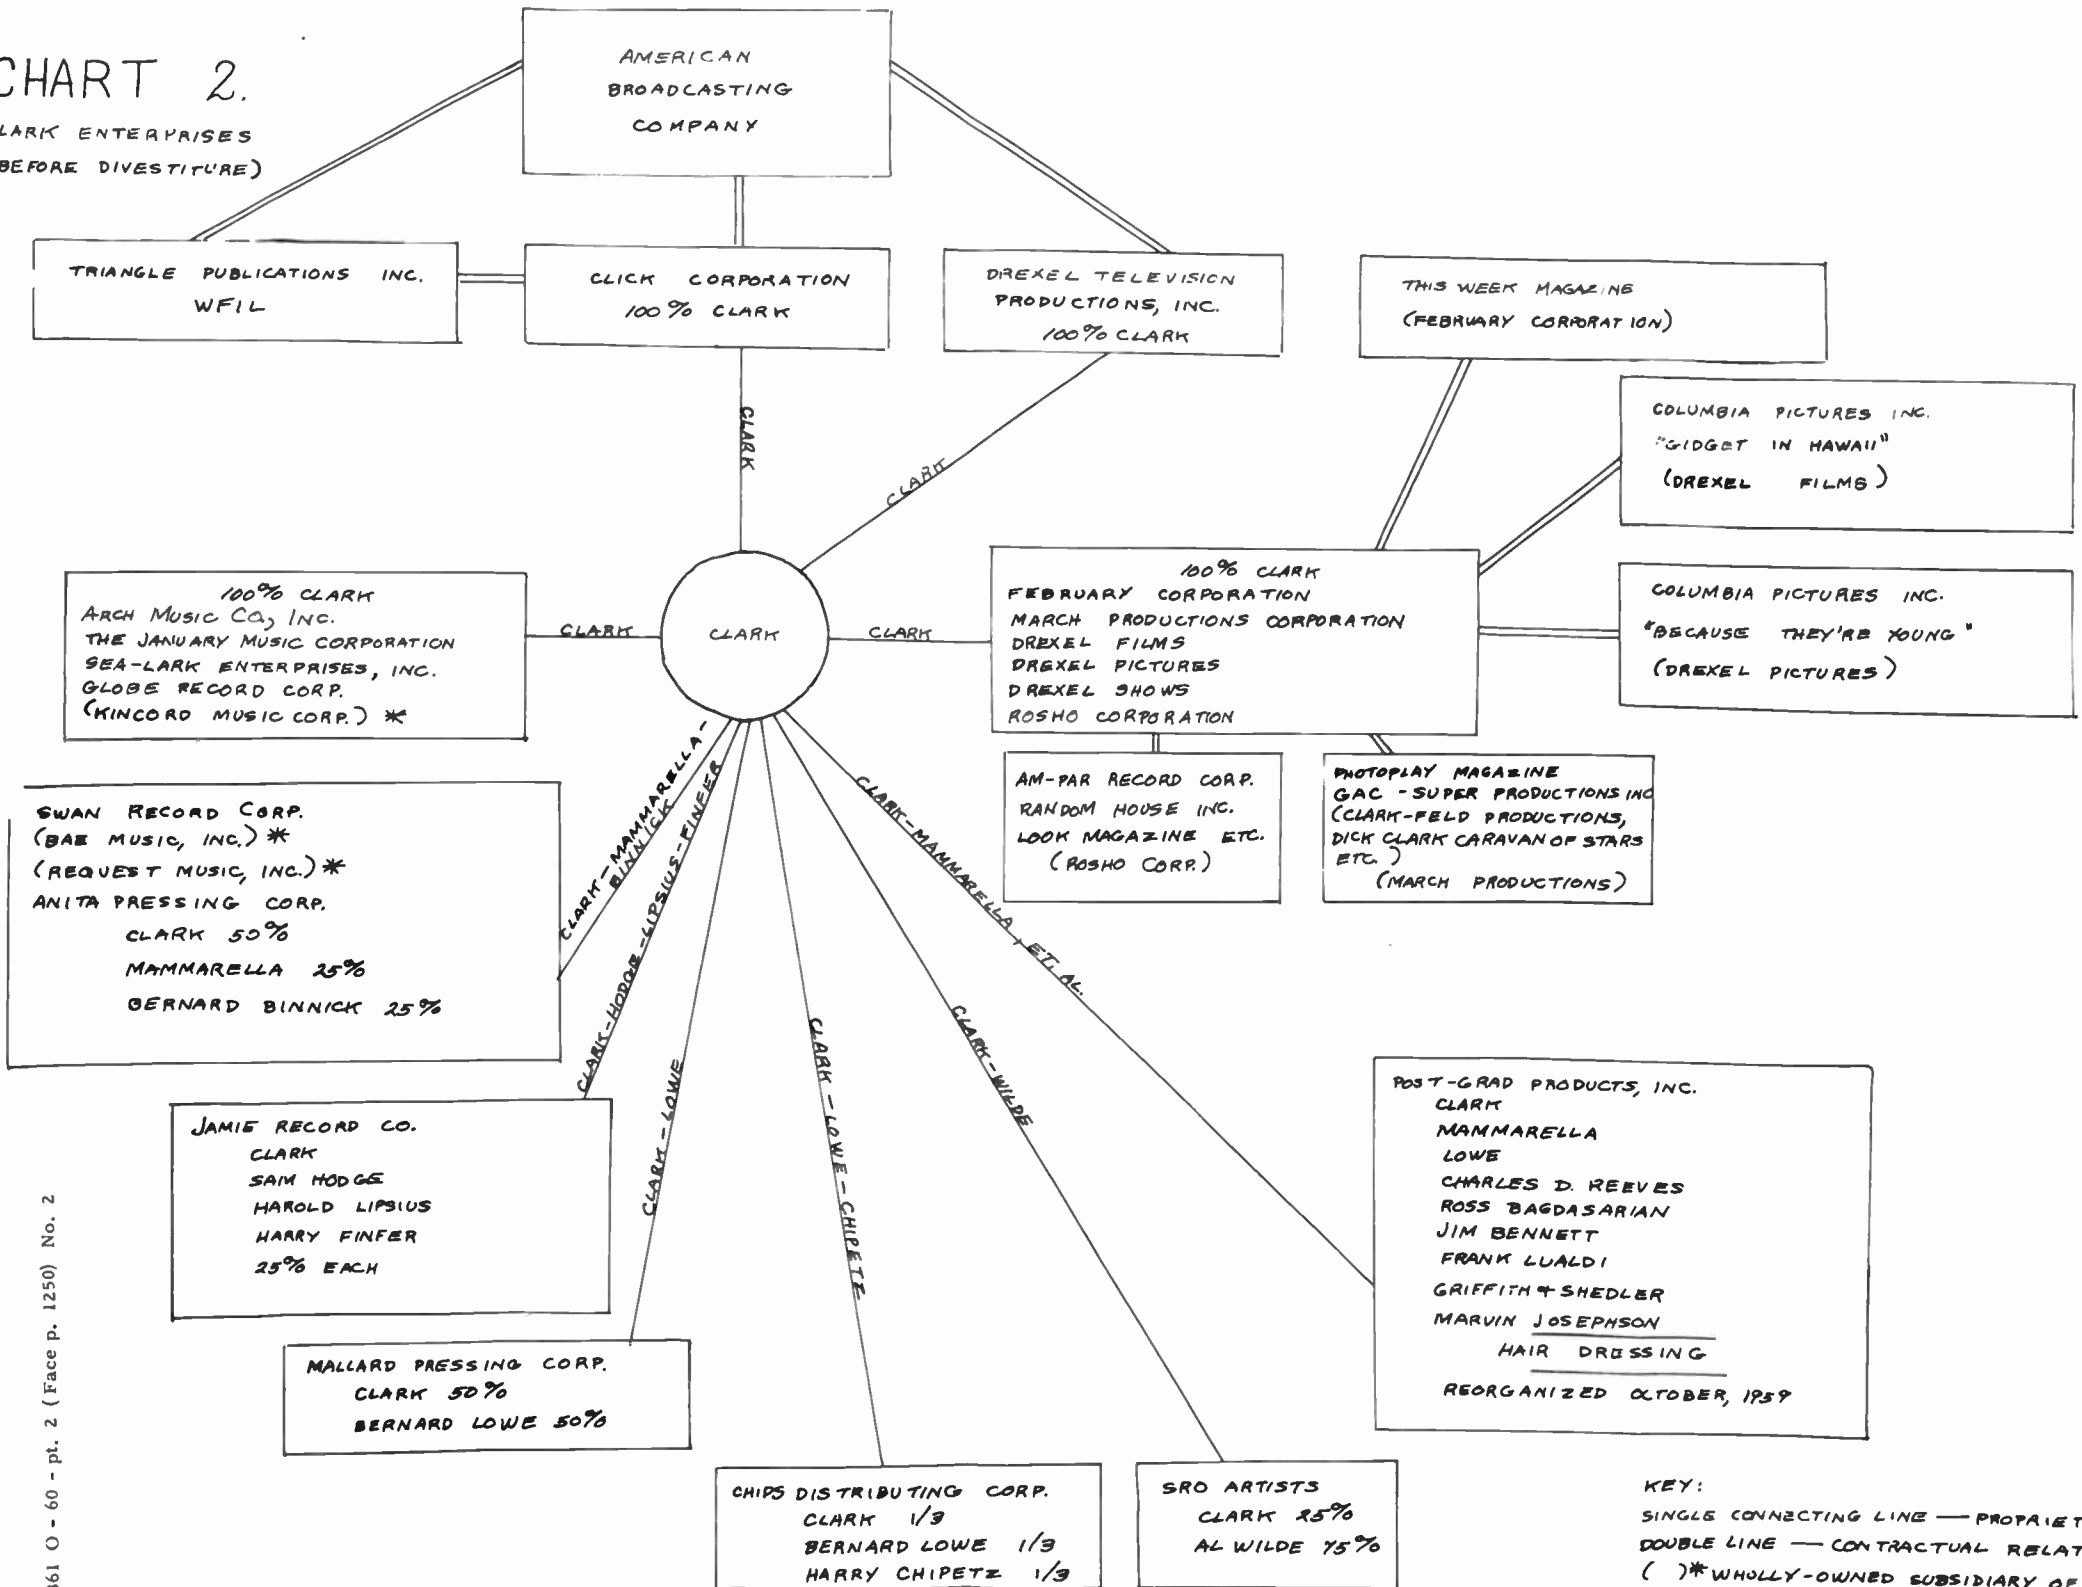 CHART 2.
CLARK ENTERPRISES
BEFORE DIVESTITURE)
AMERICAN
BROADCASTING
COMPANY
TRIANGLE PUBLICATIONS INC.
WFIL
CLICK CORPORATION
100% CLARK
DREXEL TELEVISION
PRODUCTIONS, INC.
100% CLARK
THIS WEEK MAGAZINE
(FEBRUARY CORPORATION)
COLUMBIA PICTURES INC.
"GIDGET IN HAWAII"
(DREXEL FILMS)
COLUMBIA PICTURES INC.
"BECAUSE THEY'RE YOUNG"
(DREXEL PICTURES)
CLARK
CLARK
100% CLARK
ARCH MUSIC CO., INC.
THE JANUARY MUSIC CORPORATION
SEA-LARK ENTERPRISES, INC.
GLOBE RECORD CORP.
(KINCORD MUSIC CORP.) *
CLARK
CLARK
CLARK
100% CLARK
FEBRUARY CORPORATION
MARCH PRODUCTIONS CORPORATION
DREXEL FILMS
DREXEL PICTURES
DREXEL SHOWS
ROSHO CORPORATION
AM-PAR RECORD CORP.
RANDOM HOUSE INC.
LOOK MAGAZINE ETC.
(ROSHO CORP.)
PHOTOPLAY MAGAZINE
GAC - SUPER PRODUCTIONS INC
(CLARK-FELD PRODUCTIONS,
DICK CLARK CARAVAN OF STARS
ETC.)
(MARCH PRODUCTIONS)
SWAN RECORD CORP.
(BAE MUSIC, INC.) *
(REQUEST MUSIC, INC.) *
ANITA PRESSING CORP.
CLARK 50%
MAMMARELLA 25%
BERNARD BINNICK 25%
CLARK-MAMMARELLA-
BINNICK
CLARK-HODGE-LIPSIUS-FINFER
CLARK-LOWE
CLARK-LOWE-CHIPETZ
CLARK-WILDE
CLARK-MAMMARELLA, ET. AL.
JAMIE RECORD CO.
CLARK
SAM HODGE
HAROLD LIPSIUS
HARRY FINFER
25% EACH
MALLARD PRESSING CORP.
CLARK 50%
BERNARD LOWE 50%
CHIPS DISTRIBUTING CORP.
CLARK 1/3
BERNARD LOWE 1/3
HARRY CHIPETZ 1/3
SRO ARTISTS
CLARK 25%
AL WILDE 75%
POST-GRAD PRODUCTS, INC.
CLARK
MAMMARELLA
LOWE
CHARLES D. REEVES
ROSS BAGDASARIAN
JIM BENNETT
FRANK LUALDI
GRIFFITH + SHEDLER
MARVIN JOSEPHSON
HAIR DRESSING
REORGANIZED OCTOBER, 1959
KEY:
SINGLE CONNECTING LINE — PROPRIET
DOUBLE LINE — CONTRACTUAL RELAT
( )* WHOLLY-OWNED SUBSIDIARY OF
861 O - 60 - pt. 2 (Face p. 1250) No. 2